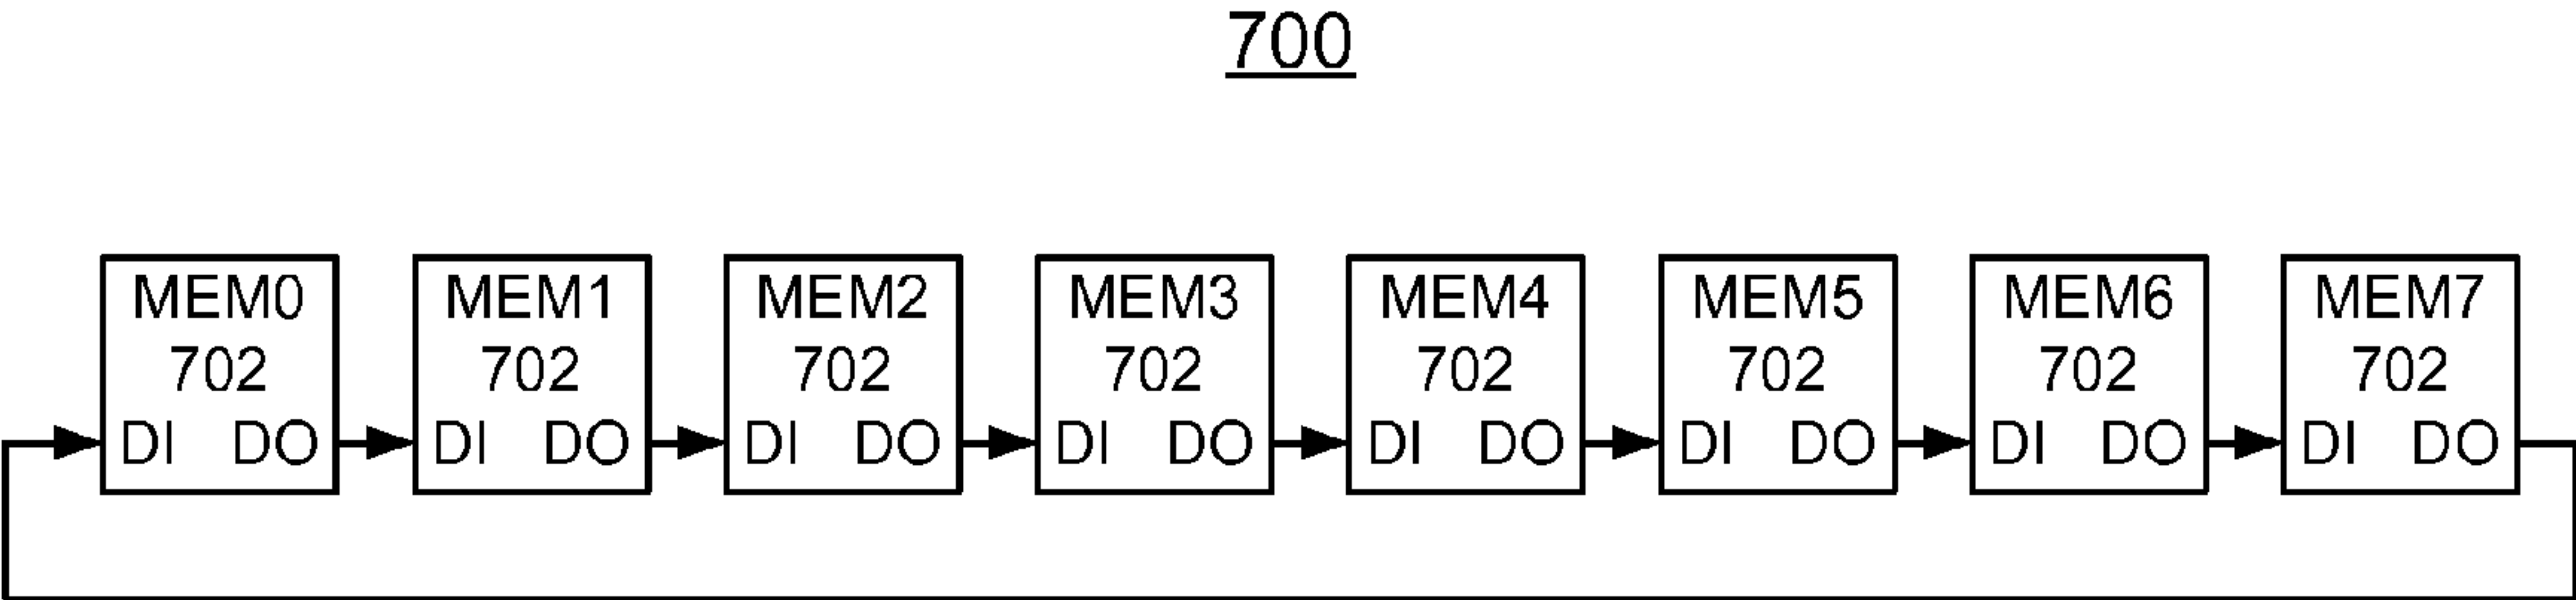 700
MEM0 MEM1 MEM2 MEM3 MEM4 MEM5 MEM6 MEM7
702 702 702 702 702 702 702 702
DI DO DI DO DI DO DI DO DI DO DI DO DI DO DI DO